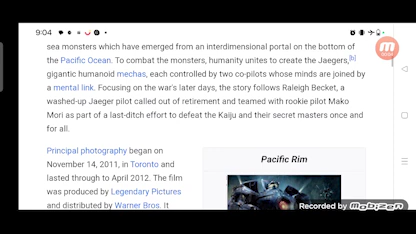 9:04
sea monsters which have emerged from an interdimensional portal on the bottom of
the Pacific Ocean. To combat the monsters, humanity unites to create the Jaegers,[b]
gigantic humanoid mechas, each controlled by two co-pilots whose minds are joined by
a mental link. Focusing on the war's later days, the story follows Raleigh Becket, a
washed-up Jaeger pilot called out of retirement and teamed with rookie pilot Mako
Mori as part of a last-ditch effort to defeat the Kaiju and their secret masters once and
for all.
Principal photography began on
November 14, 2011, in Toronto and
lasted through to April 2012. The film
was produced by Legendary Pictures
and distributed by Warner Bros. It
Pacific Rim
Recorded by
MOBIZEN